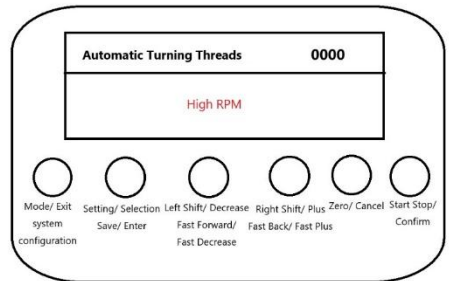 Automatic Turning Threads 0000
High RPM
Mode/ Exit
system
configuration
Setting/ Selection
Save/ Enter
Left Shift/ Decrease
Fast Forward/
Fast Decrease
Right Shift/ Plus
Fast Back/ Fast Plus
Zero/ Cancel
Start Stop/
Confirm